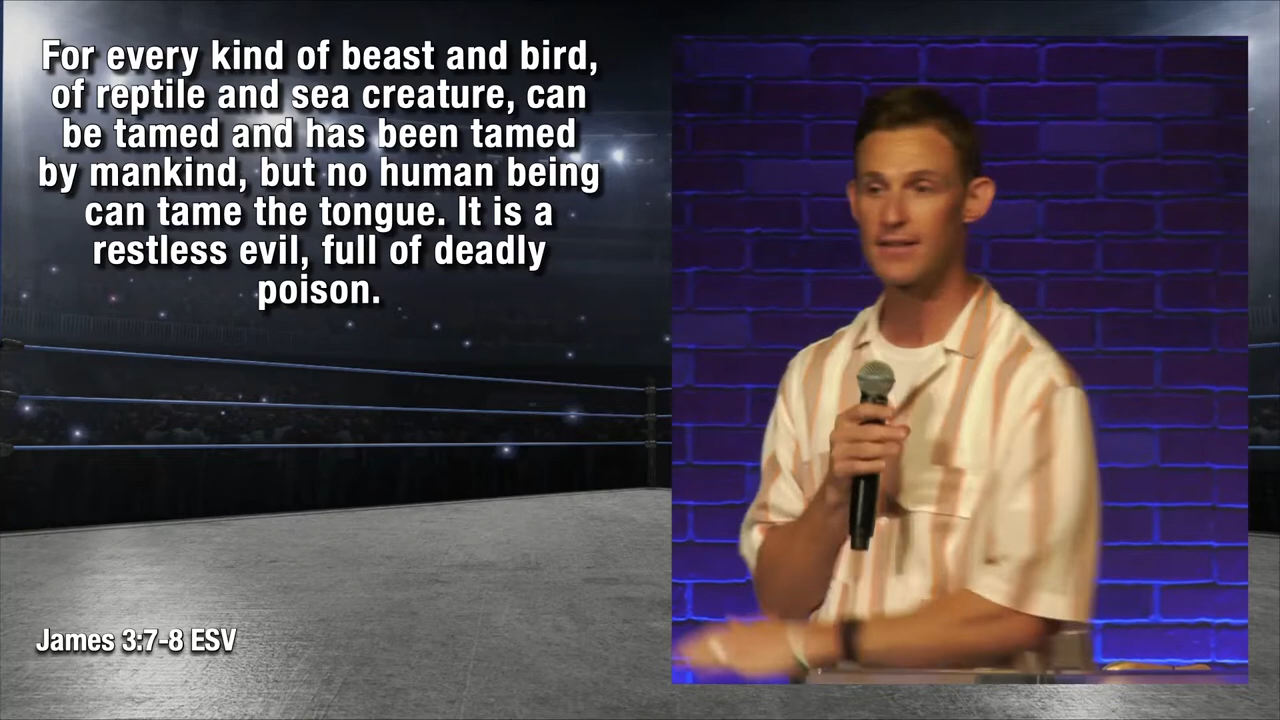 For every kind of beast and bird,
of reptile and sea creature, can
be tamed and has been tamed
by mankind, but no human being
can tame the tongue. It is a
restless evil, full of deadly
poison.
James 3:7-8 ESV